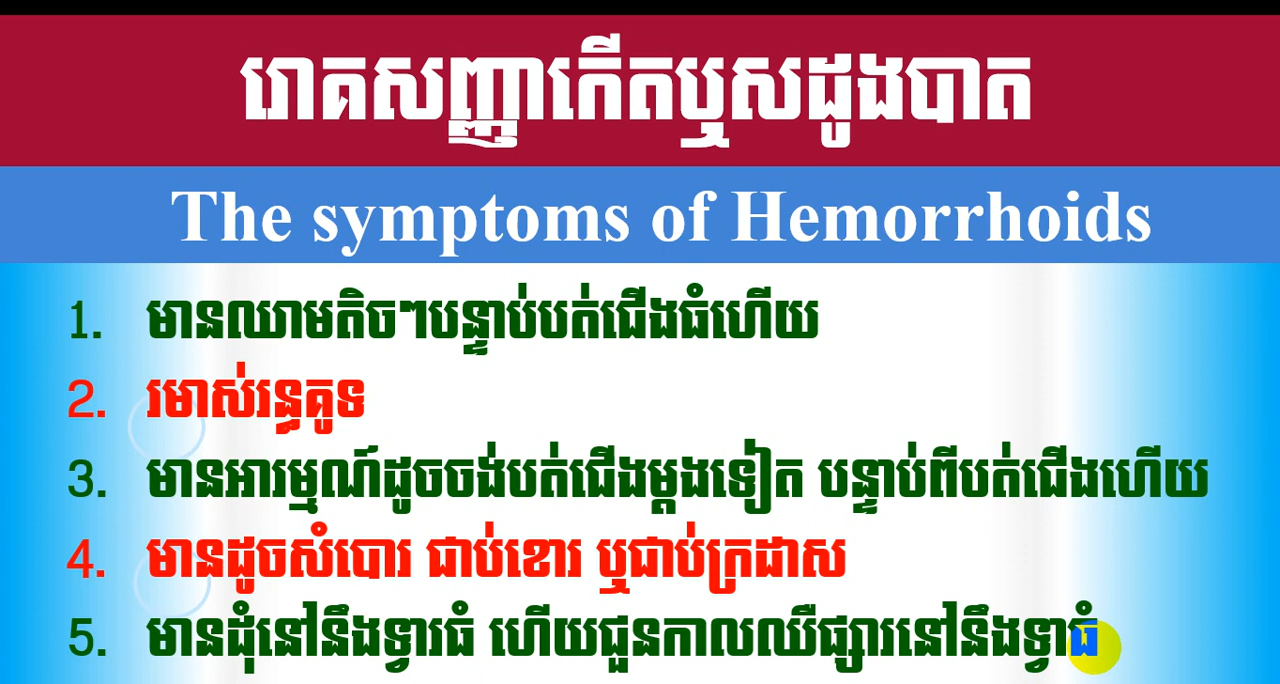 រោគសញ្ញាកើតឬសដូងបាត
The symptoms of Hemorrhoids
1. មានឈាមតិចៗបន្ទាប់បត់ជើងធំហើយ
2. រមាស់រន្ធគូទ
3. មានអារម្មណ៍ដូចចង់បត់ជើងម្តងទៀត បន្ទាប់ពីបត់ជើងហើយ
4. មានដូចសំបោរ ជាប់ខោរ ឬជាប់ក្រដាស
5. មានដុំនៅនឹងទ្វារធំ ហើយជួនកាលឈឺផ្សារនៅនឹងទ្វាធំ